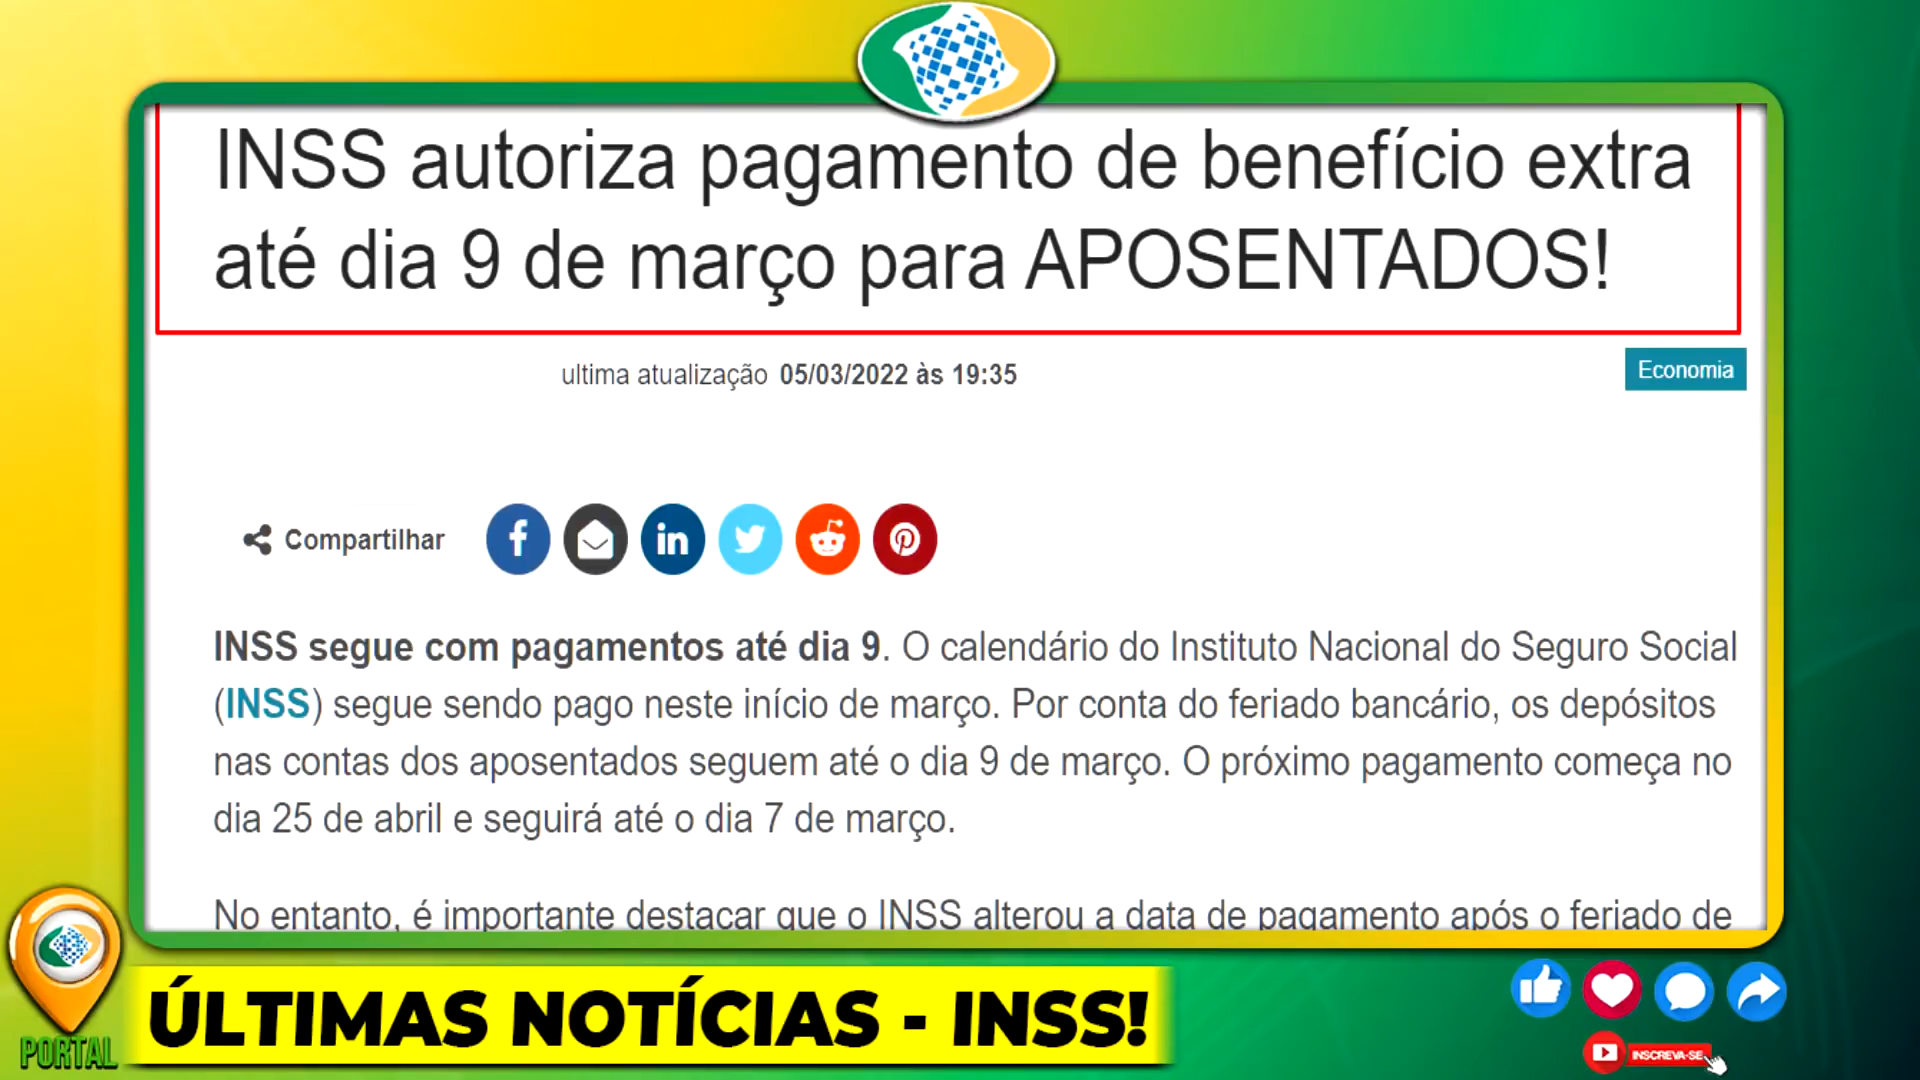 INSS autoriza pagamento de benefício extra
até dia 9 de março para APOSENTADOS!
ultima atualização 05/03/2022 às 19:35
Economia
Compartilhar
INSS segue com pagamentos até dia 9. O calendário do Instituto Nacional do Seguro Social
(INSS) segue sendo pago neste início de março. Por conta do feriado bancário, os depósitos
nas contas dos aposentados seguem até o dia 9 de março. O próximo pagamento começa no
dia 25 de abril e seguirá até o dia 7 de março.
No entanto, é importante destacar que o INSS alterou a data de pagamento após o feriado de
ÚLTIMAS NOTÍCIAS - INSS!
PORTAL
INSCREVA-SE